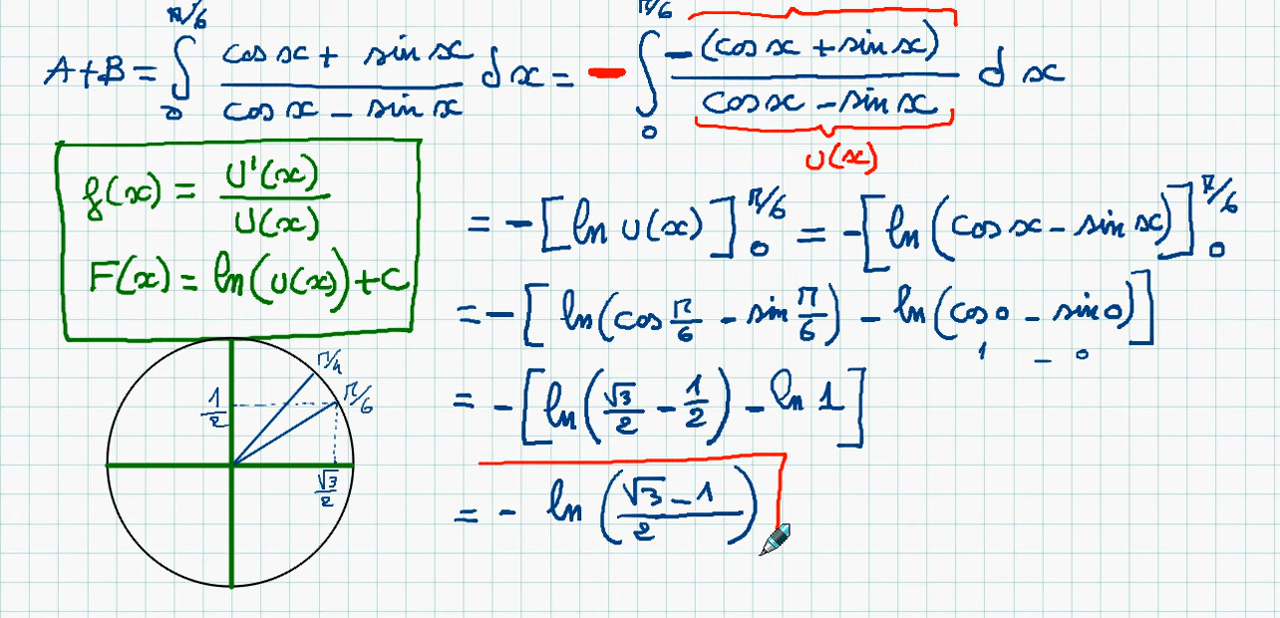 A+B = ∫₀^{π/6} (cos x + sin x)/(cos x − sin x) dx = − ∫₀^{π/6} −(cos x + sin x)/(cos x − sin x) dx
U(x)
f(x) = U'(x)/U(x)
F(x) = ln(U(x)) + C
= −[ln U(x)]₀^{π/6} = −[ln(cos x − sin x)]₀^{π/6}
= −[ln(cos π/6 − sin π/6) − ln(cos 0 − sin 0)]
1 − 0
= −[ln(√3/2 − 1/2) − ln 1]
= − ln((√3 − 1)/2)
π/4
π/6
1/2
√3/2